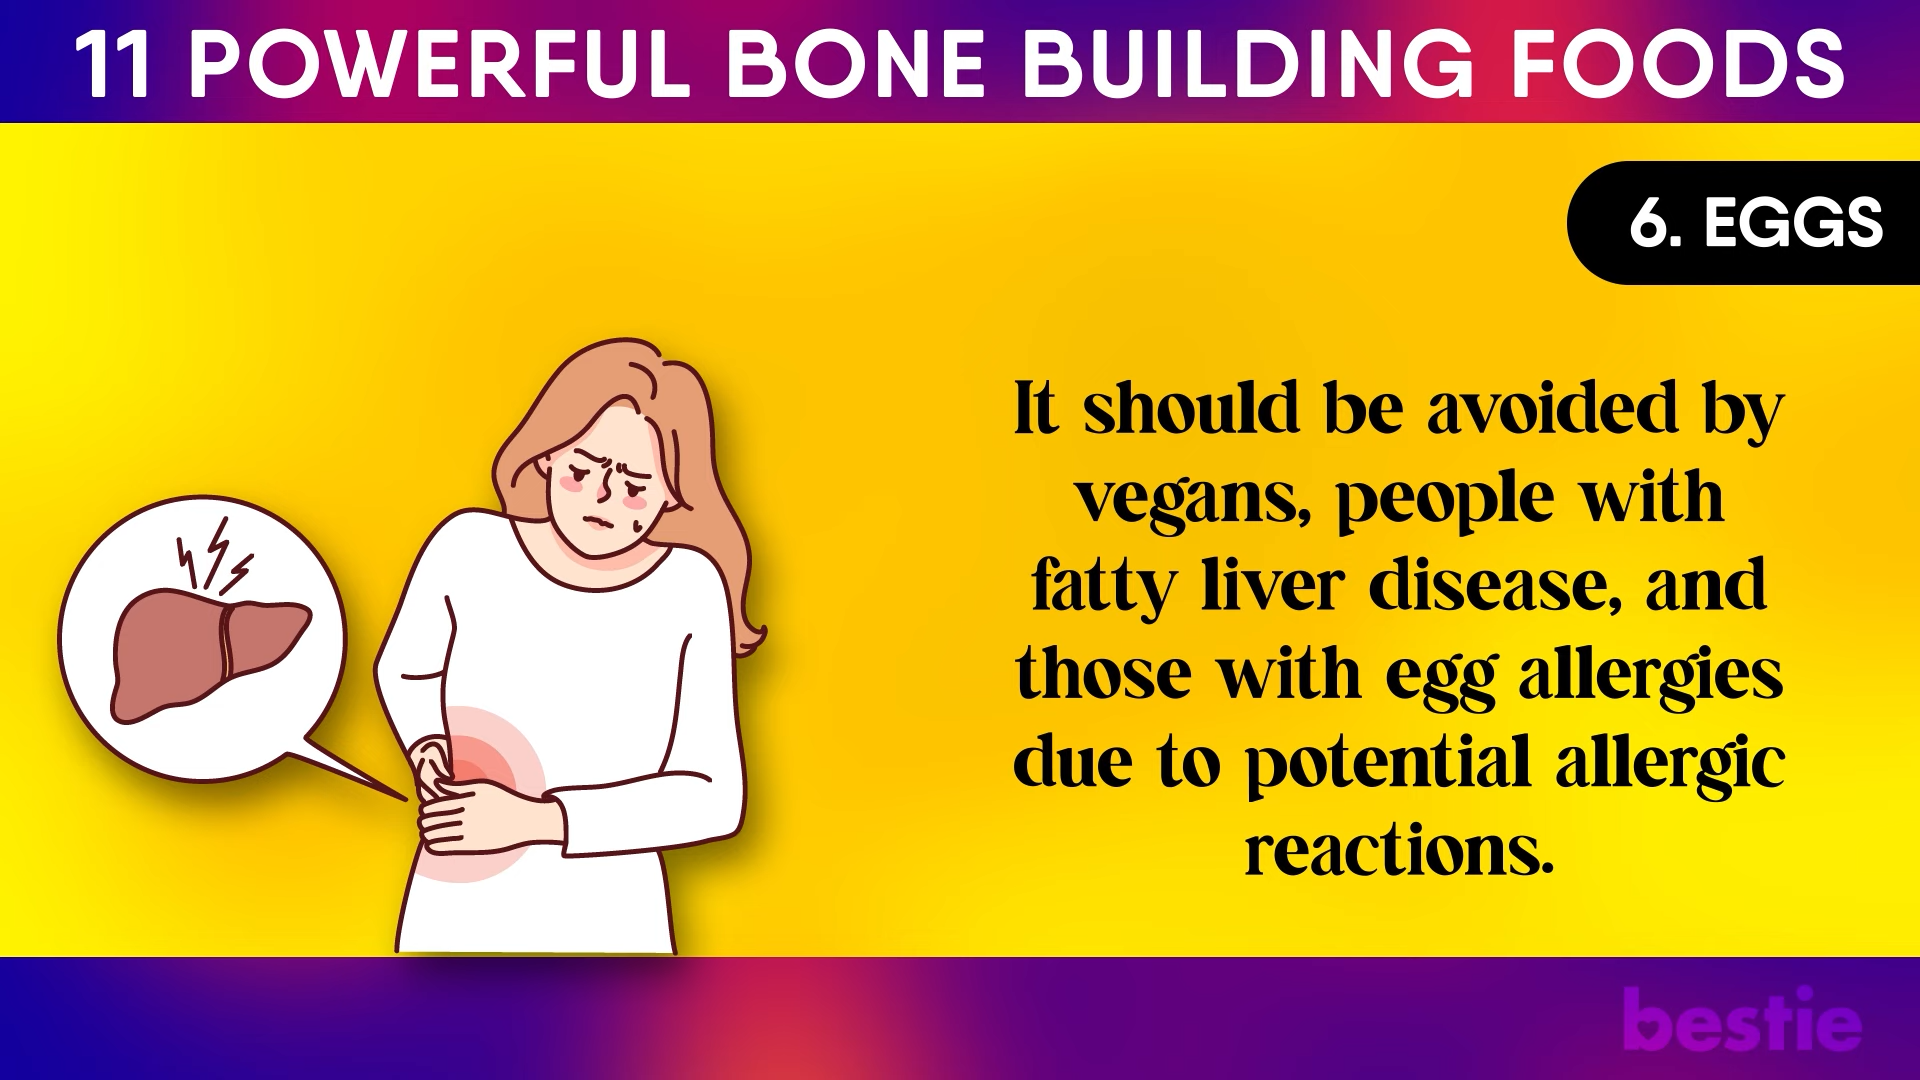 11 POWERFUL BONE BUILDING FOODS
6. EGGS
It should be avoided by
vegans, people with
fatty liver disease, and
those with egg allergies
due to potential allergic
reactions.
bestie